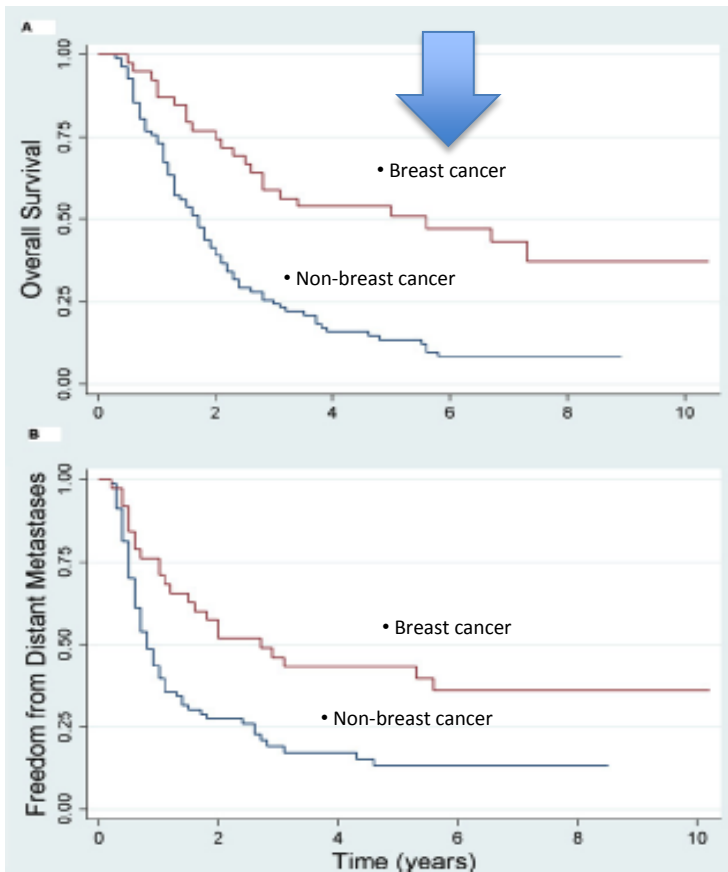 A
Overall Survival
1.00
0.75
0.50
0.25
0.00
• Breast cancer
• Non-breast cancer
0 2 4 6 8 10
B
Freedom from Distant Metastases
1.00
0.75
0.50
0.25
0.00
• Breast cancer
• Non-breast cancer
0 2 4 6 8 10
Time (years)